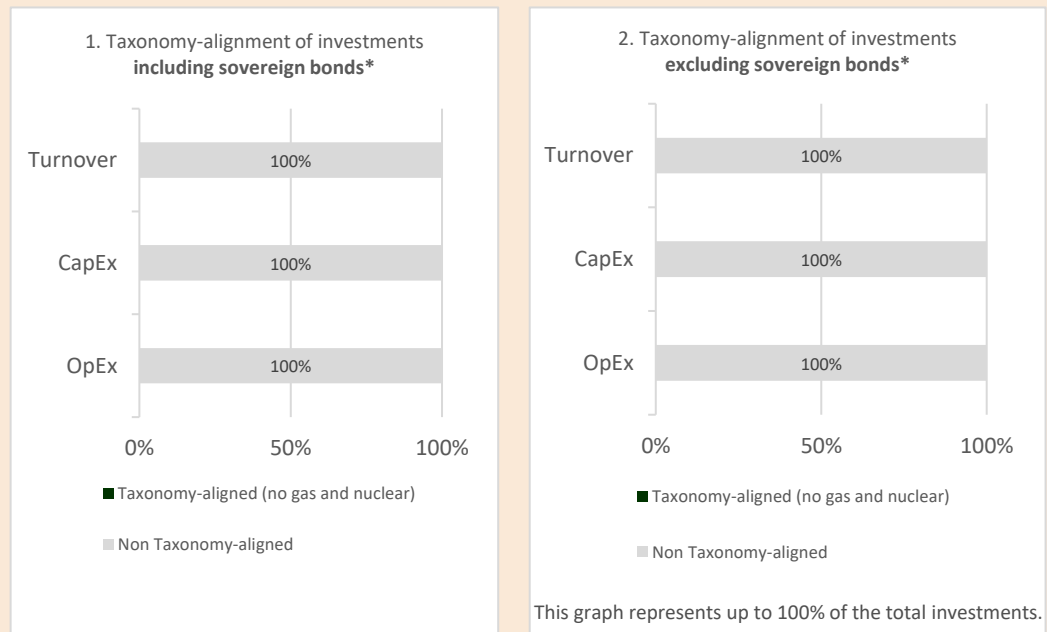 1. Taxonomy-alignment of investments
including sovereign bonds*
Turnover
100%
CapEx
100%
OpEx
100%
0%
50%
100%
Taxonomy-aligned (no gas and nuclear)
Non Taxonomy-aligned
2. Taxonomy-alignment of investments
excluding sovereign bonds*
Turnover
100%
CapEx
100%
OpEx
100%
0%
50%
100%
Taxonomy-aligned (no gas and nuclear)
Non Taxonomy-aligned
This graph represents up to 100% of the total investments.